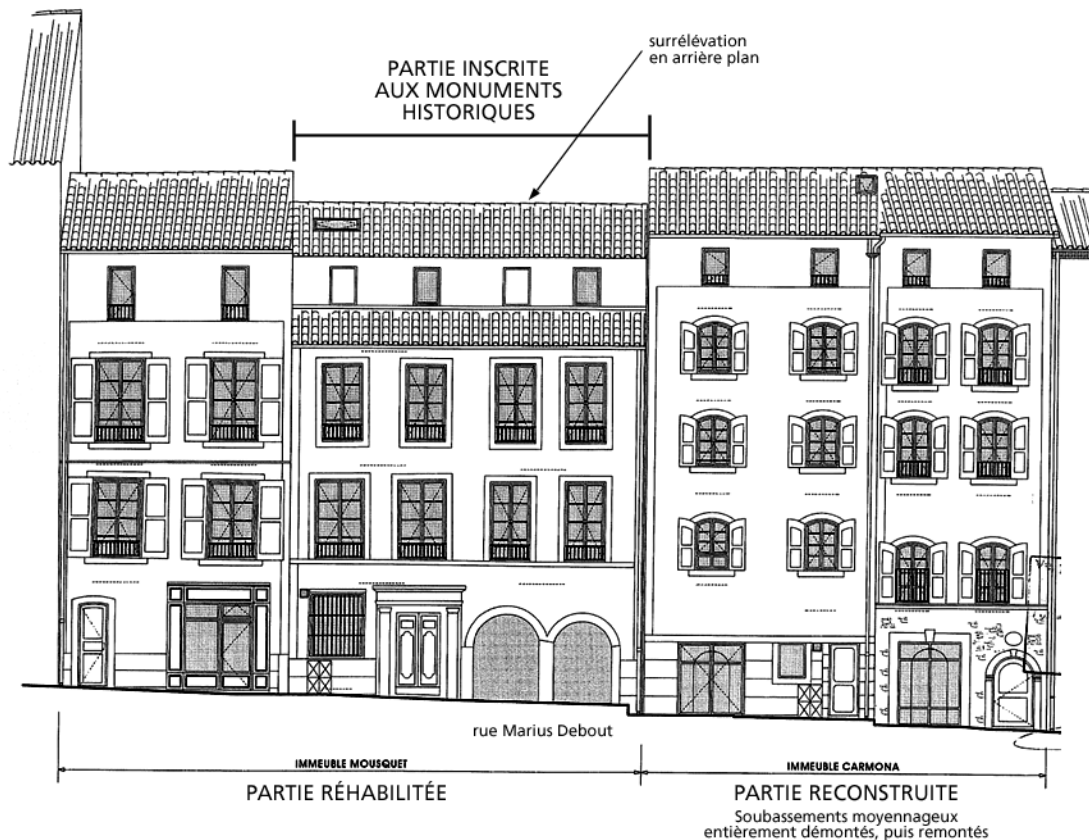 surrélévation
en arrière plan
PARTIE INSCRITE
AUX MONUMENTS
HISTORIQUES
rue Marius Debout
IMMEUBLE MOUSQUET
IMMEUBLE CARMONA
PARTIE RÉHABILITÉE
PARTIE RECONSTRUITE
Soubassements moyennageux
entièrement démontés, puis remontés